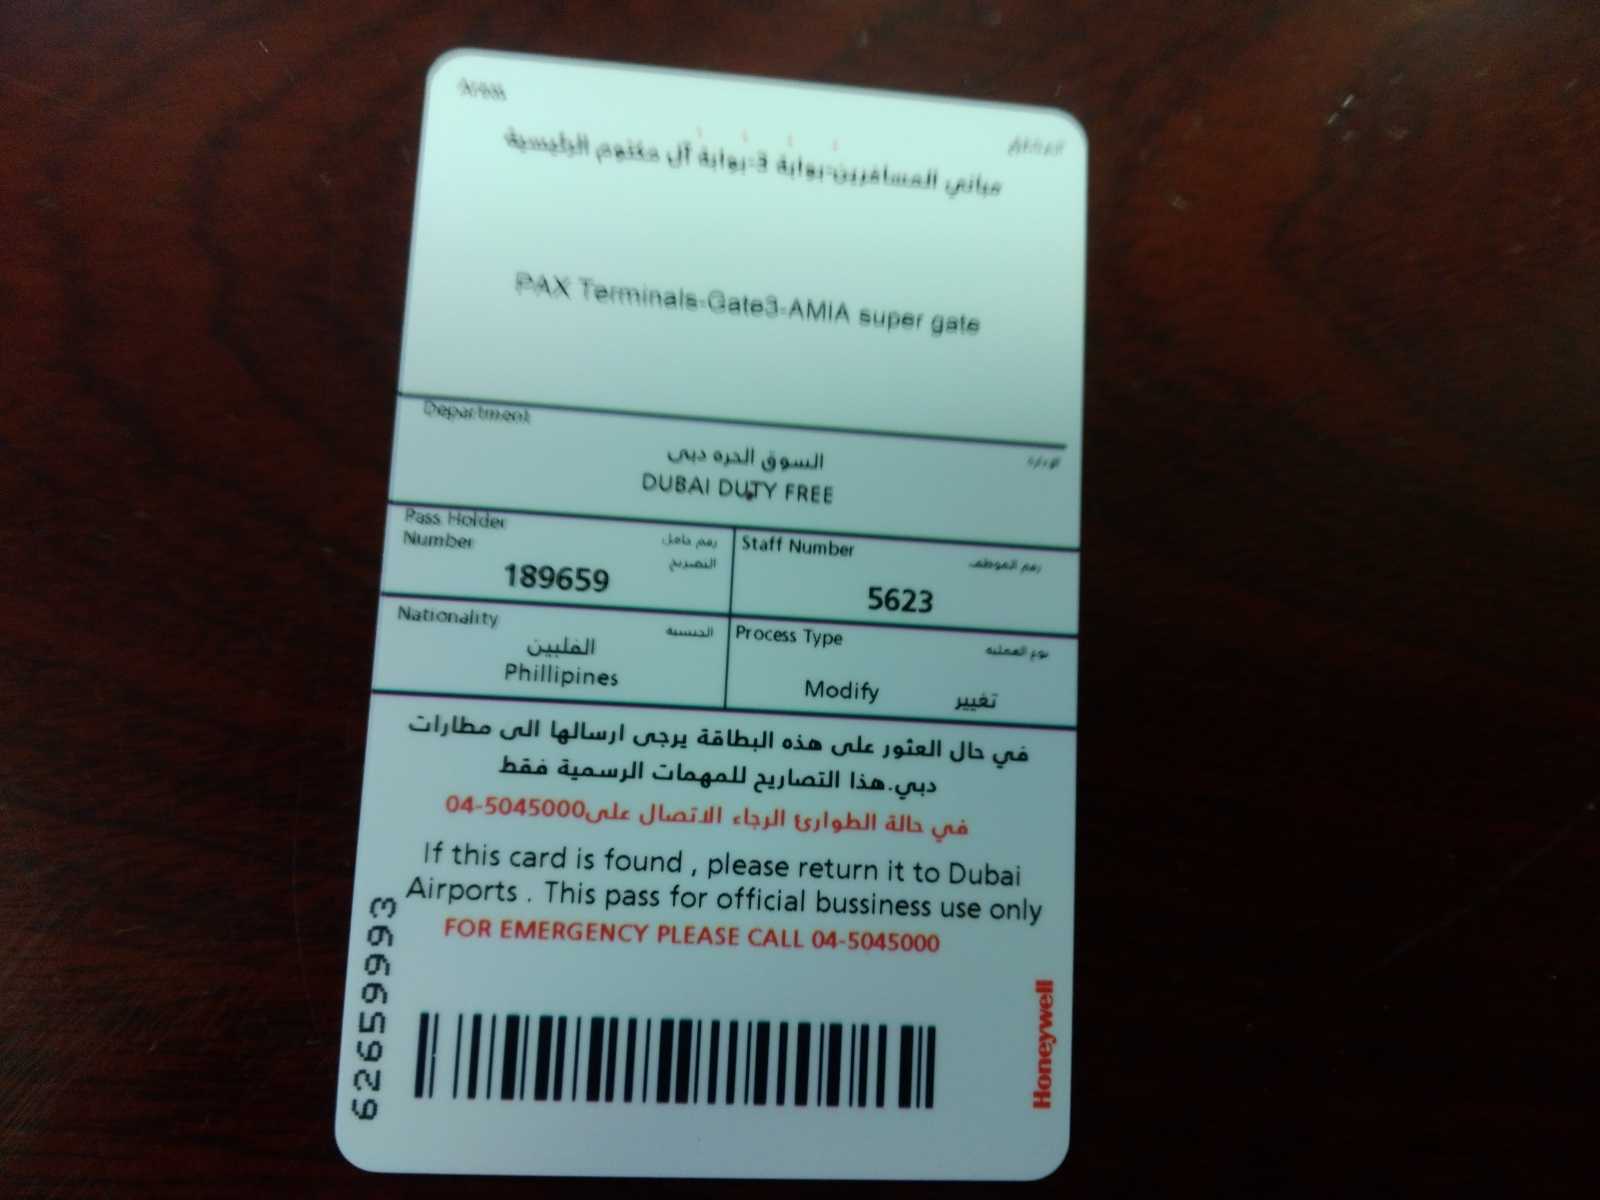 Areas
المناطق
مباني المسافرين-بوابة 3-بوابة آل مكتوم الرئيسية
PAX Terminals-Gate3-AMIA super gate
Department
الإدارة
السوق الحره دبى
DUBAI DUTY FREE
Pass Holder
Number
رقم حامل
التصريح
189659
Staff Number
رقم الموظف
5623
Nationality
الجنسية
الفلبين
Phillipines
Process Type
نوع العملية
Modify
تغيير
في حال العثور على هذه البطاقة يرجى ارسالها الى مطارات
دبي.هذا التصاريح للمهمات الرسمية فقط
في حالة الطوارئ الرجاء الاتصال على04-5045000
If this card is found , please return it to Dubai
Airports . This pass for official bussiness use only
FOR EMERGENCY PLEASE CALL 04-5045000
62659993
Honeywell